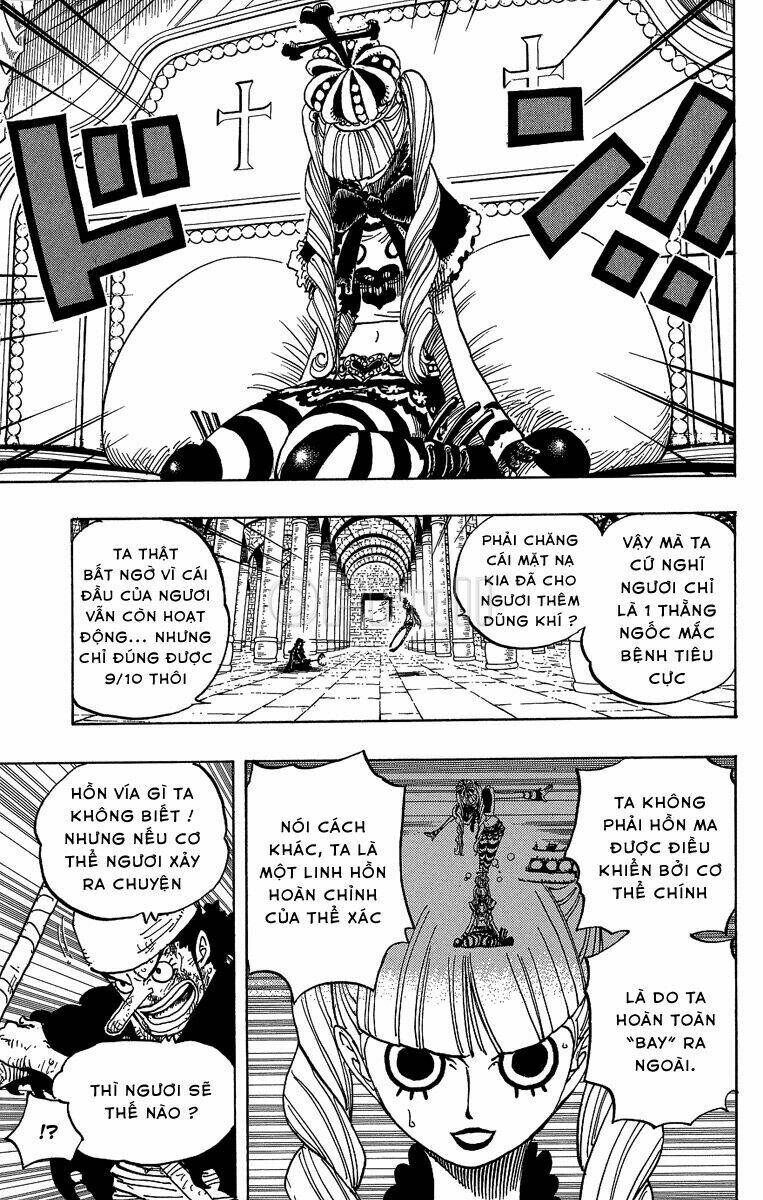 ドーン!!
VẬY MÀ TA
CỨ NGHĨ
NGƯƠI CHỈ
LÀ 1 THẰNG
NGỐC MẮC
BỆNH TIÊU
CỰC
PHẢI CHĂNG
CÁI MẶT NẠ
KIA ĐÃ CHO
NGƯƠI THÊM
DŨNG KHÍ ?
TA THẬT
BẤT NGỜ VÌ CÁI
ĐẦU CỦA NGƯƠI
VẪN CÒN HOẠT
ĐỘNG... NHƯNG
CHỈ ĐÚNG ĐƯỢC
9/10 THÔI
TA KHÔNG
PHẢI HỒN MA
ĐƯỢC ĐIỀU
KHIỂN BỞI CƠ
THỂ CHÍNH
LÀ DO TA
HOÀN TOÀN
“BAY” RA
NGOÀI.
NÓI CÁCH
KHÁC, TA LÀ
MỘT LINH HỒN
HOÀN CHỈNH
CỦA THỂ XÁC
HỒN VÍA GÌ TA
KHÔNG BIẾT !
NHƯNG NẾU CƠ
THỂ NGƯƠI XẢY
RA CHUYỆN
THÌ NGƯƠI SẼ
THẾ NÀO ?
!?